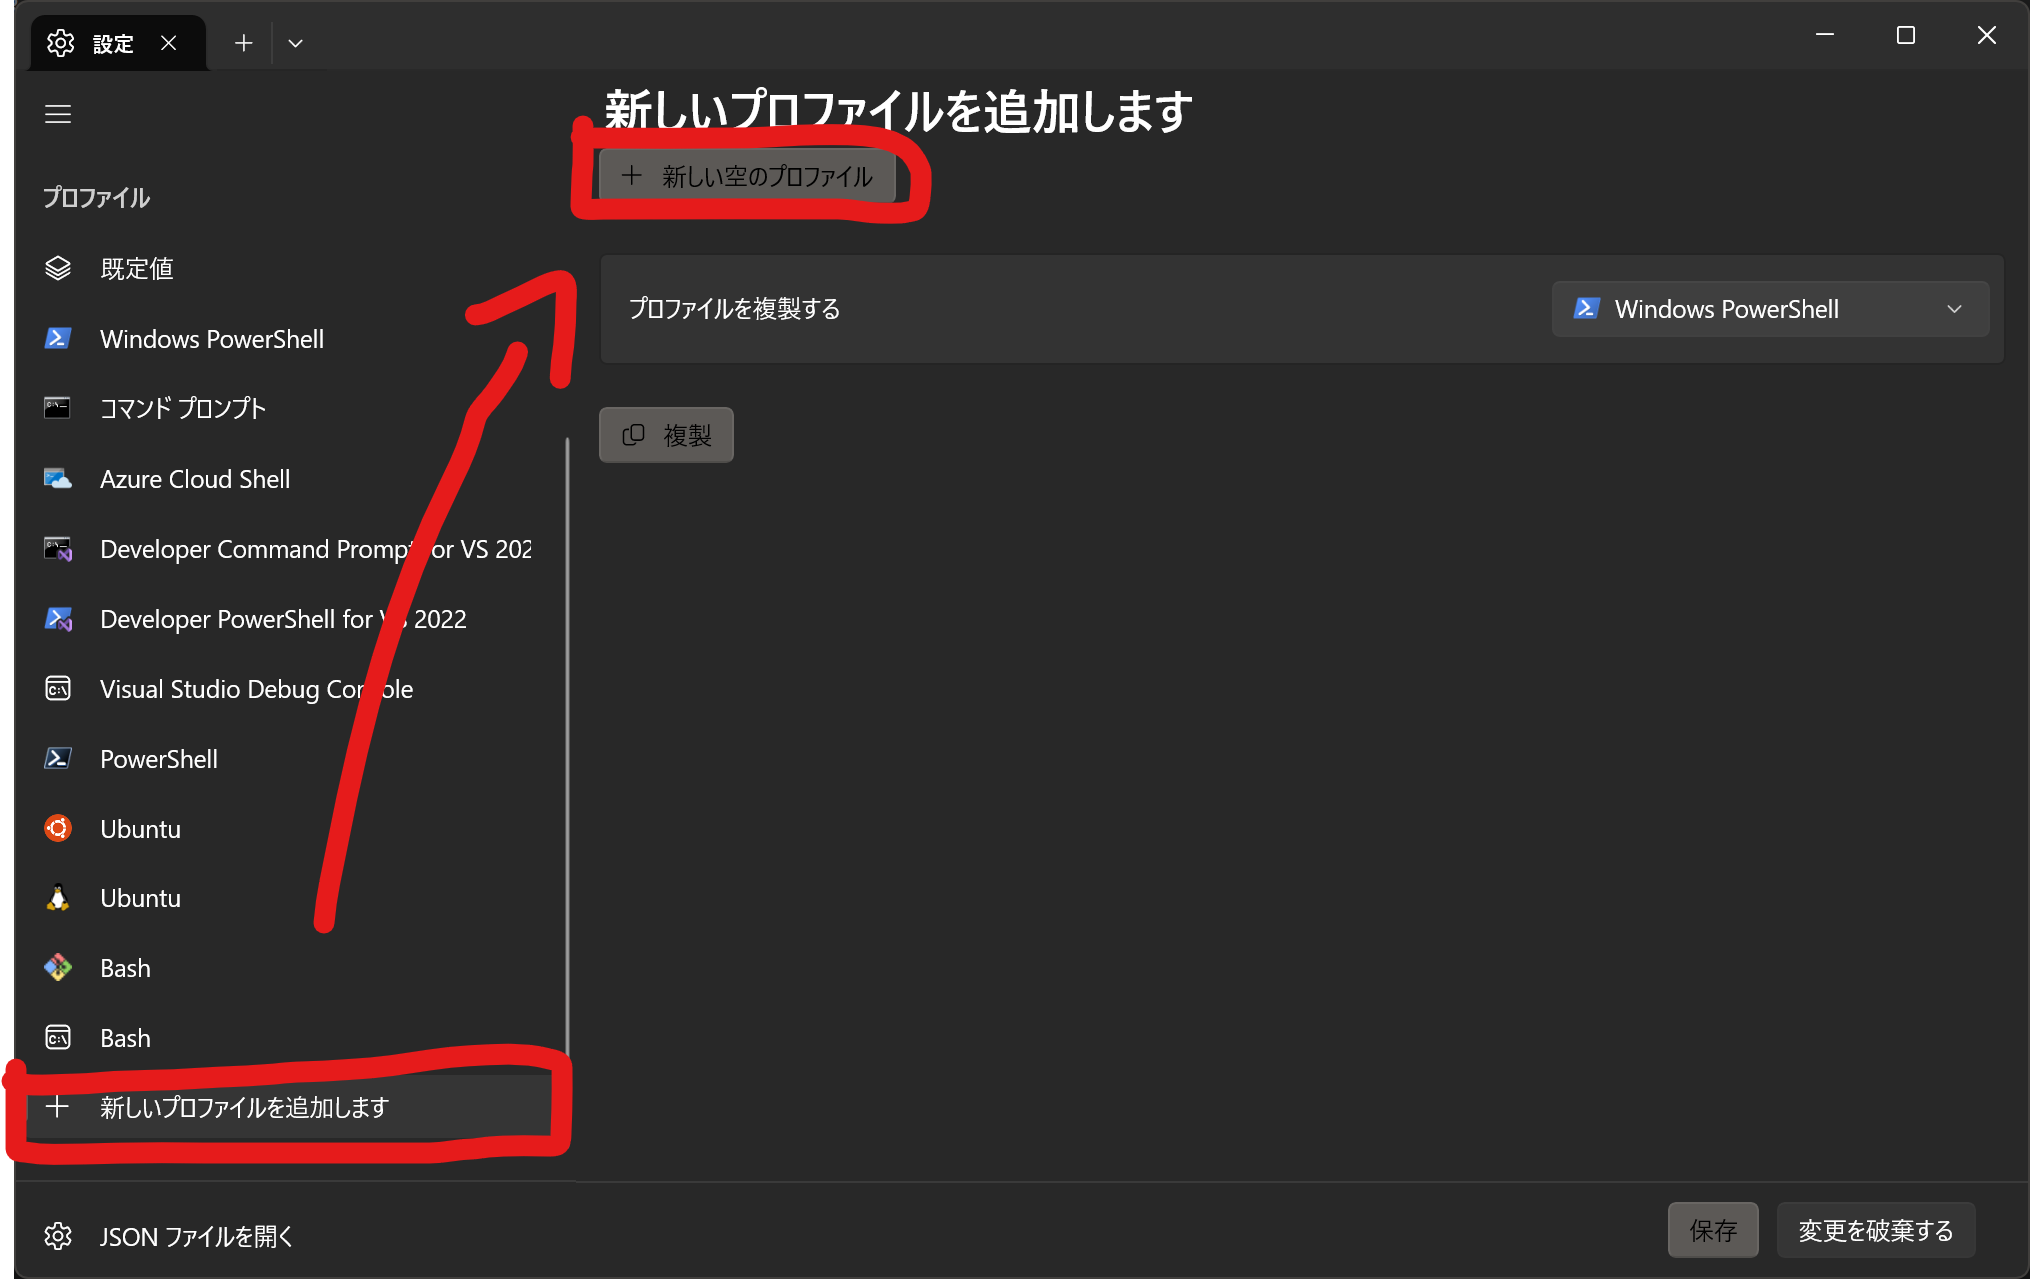 設定
新しいプロファイルを追加します
新しい空のプロファイル
プロファイルを複製する
Windows PowerShell
複製
プロファイル
既定値
Windows PowerShell
コマンド プロンプト
Azure Cloud Shell
Developer Command Prompt or VS 202
Developer PowerShell for VS 2022
Visual Studio Debug Console
PowerShell
Ubuntu
Ubuntu
Bash
Bash
新しいプロファイルを追加します
JSON ファイルを開く
保存
変更を破棄する